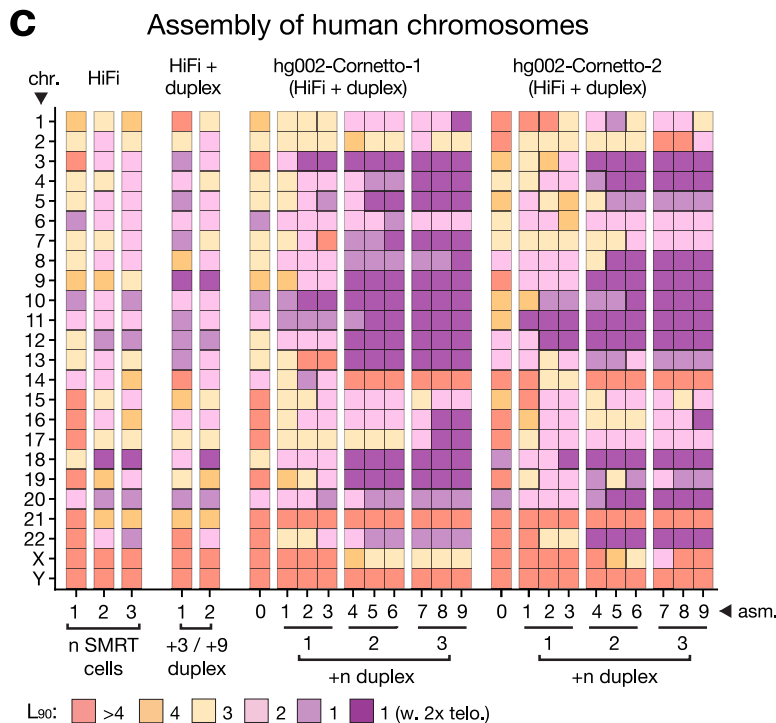 C Assembly of human chromosomes
HiFi
HiFi +
duplex
hg002-Cornetto-1
(HiFi + duplex)
hg002-Cornetto-2
(HiFi + duplex)
chr.
▼
1
2
3
4
5
6
7
8
9
10
11
12
13
14
15
16
17
18
19
20
21
22
X
Y
1 2 3 1 2 0 1 2 3 4 5 6 7 8 9 0 1 2 3 4 5 6 7 8 9 ◀ asm.
n SMRT
cells
+3 / +9
duplex
1 2 3 1 2 3
+n duplex +n duplex
L90: >4 4 3 2 1 1 (w. 2x telo.)